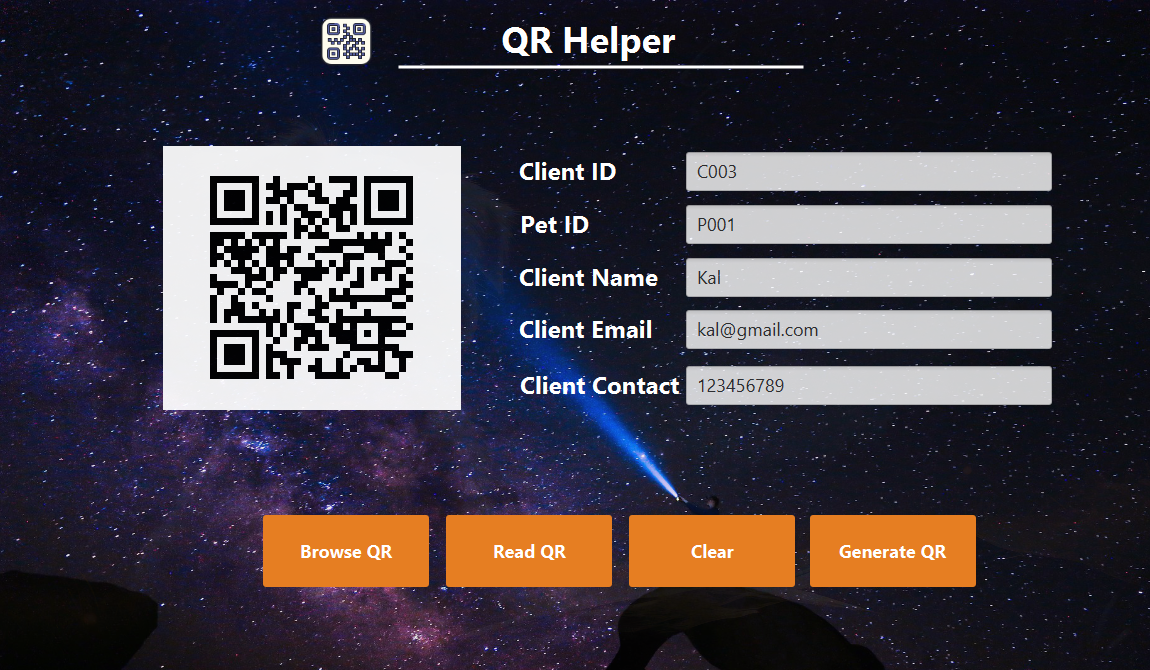 QR Helper
Client ID C003
Pet ID P001
Client Name Kal
Client Email kal@gmail.com
Client Contact 123456789
Browse QR Read QR Clear Generate QR